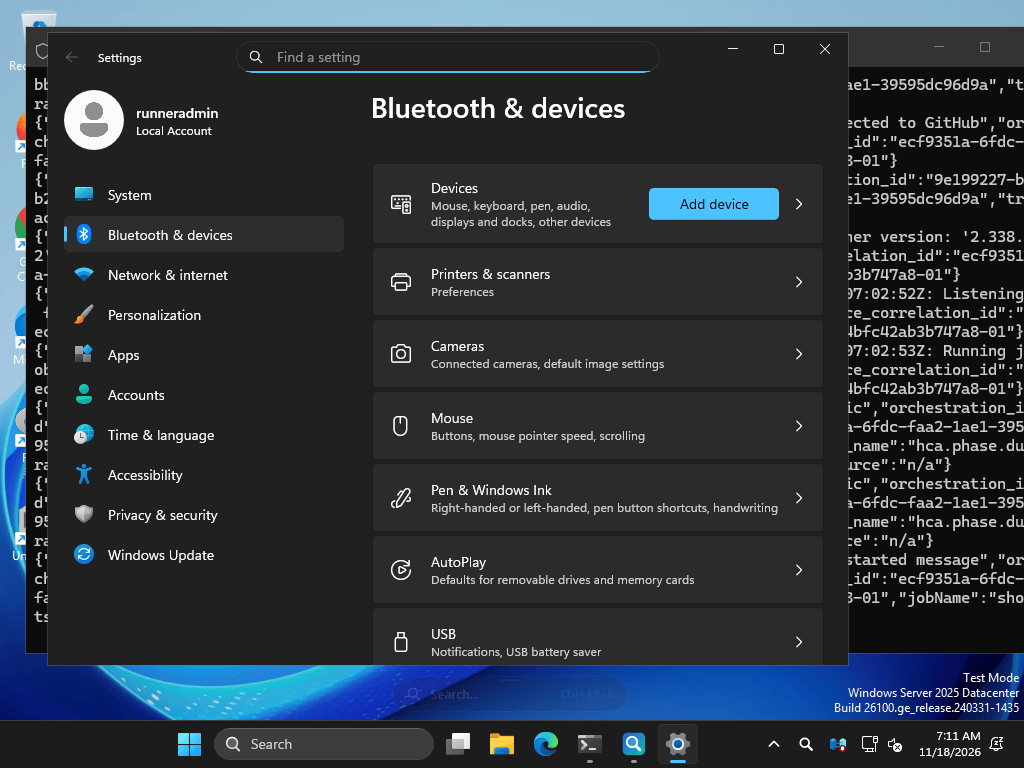 Settings
Find a setting
runneradmin
Local Account
System
Bluetooth & devices
Network & internet
Personalization
Apps
Accounts
Time & language
Accessibility
Privacy & security
Windows Update
Bluetooth & devices
Devices
Mouse, keyboard, pen, audio,
displays and docks, other devices
Add device
Printers & scanners
Preferences
Cameras
Connected cameras, default image settings
Mouse
Buttons, mouse pointer speed, scrolling
Pen & Windows Ink
Right-handed or left-handed, pen button shortcuts, handwriting
AutoPlay
Defaults for removable drives and memory cards
USB
Notifications, USB battery saver
ae1-39595dc96d9a","t
ected to GitHub","or
_id":"ecf9351a-6fdc-
8-01"}
tion_id":"9e199227-b
ae1-39595dc96d9a","tr
ner version: '2.338.
elation_id":"ecf9351
b3b747a8-01"}
07:02:52Z: Listening
ce_correlation_id":"
4bfc42ab3b747a8-01"}
07:02:53Z: Running j
ce_correlation_id":"
4bfc42ab3b747a8-01"}
ic","orchestration_i
a-6fdc-faa2-1ae1-395
_name":"hca.phase.du
urce":"n/a"}
ic","orchestration_i
a-6fdc-faa2-1ae1-395
_name":"hca.phase.du
ce":"n/a"}
started message","or
_id":"ecf9351a-6fdc-
8-01","jobName":"sho
Search...
Ctrl+Alt+F
Test Mode
Windows Server 2025 Datacenter
Build 26100.ge_release.240331-1435
Search
7:11 AM
11/18/2026